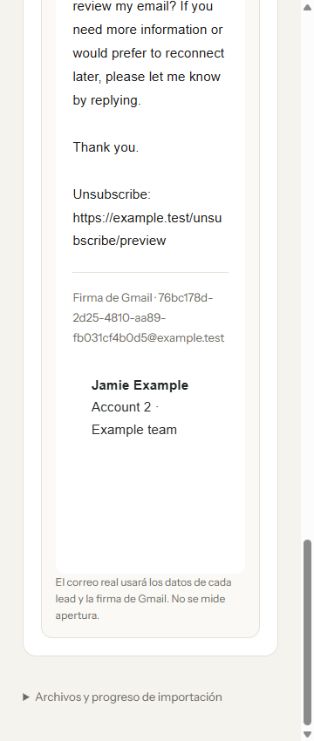 review my email? If you
need more information or
would prefer to reconnect
later, please let me know
by replying.
Thank you.
Unsubscribe:
https://example.test/unsu
bscribe/preview
Firma de Gmail · 76bc178d-
2d25-4810-aa89-
fb031cf4b0d5@example.test
Jamie Example
Account 2 ·
Example team
El correo real usará los datos de cada
lead y la firma de Gmail. No se mide
apertura.
▶ Archivos y progreso de importación